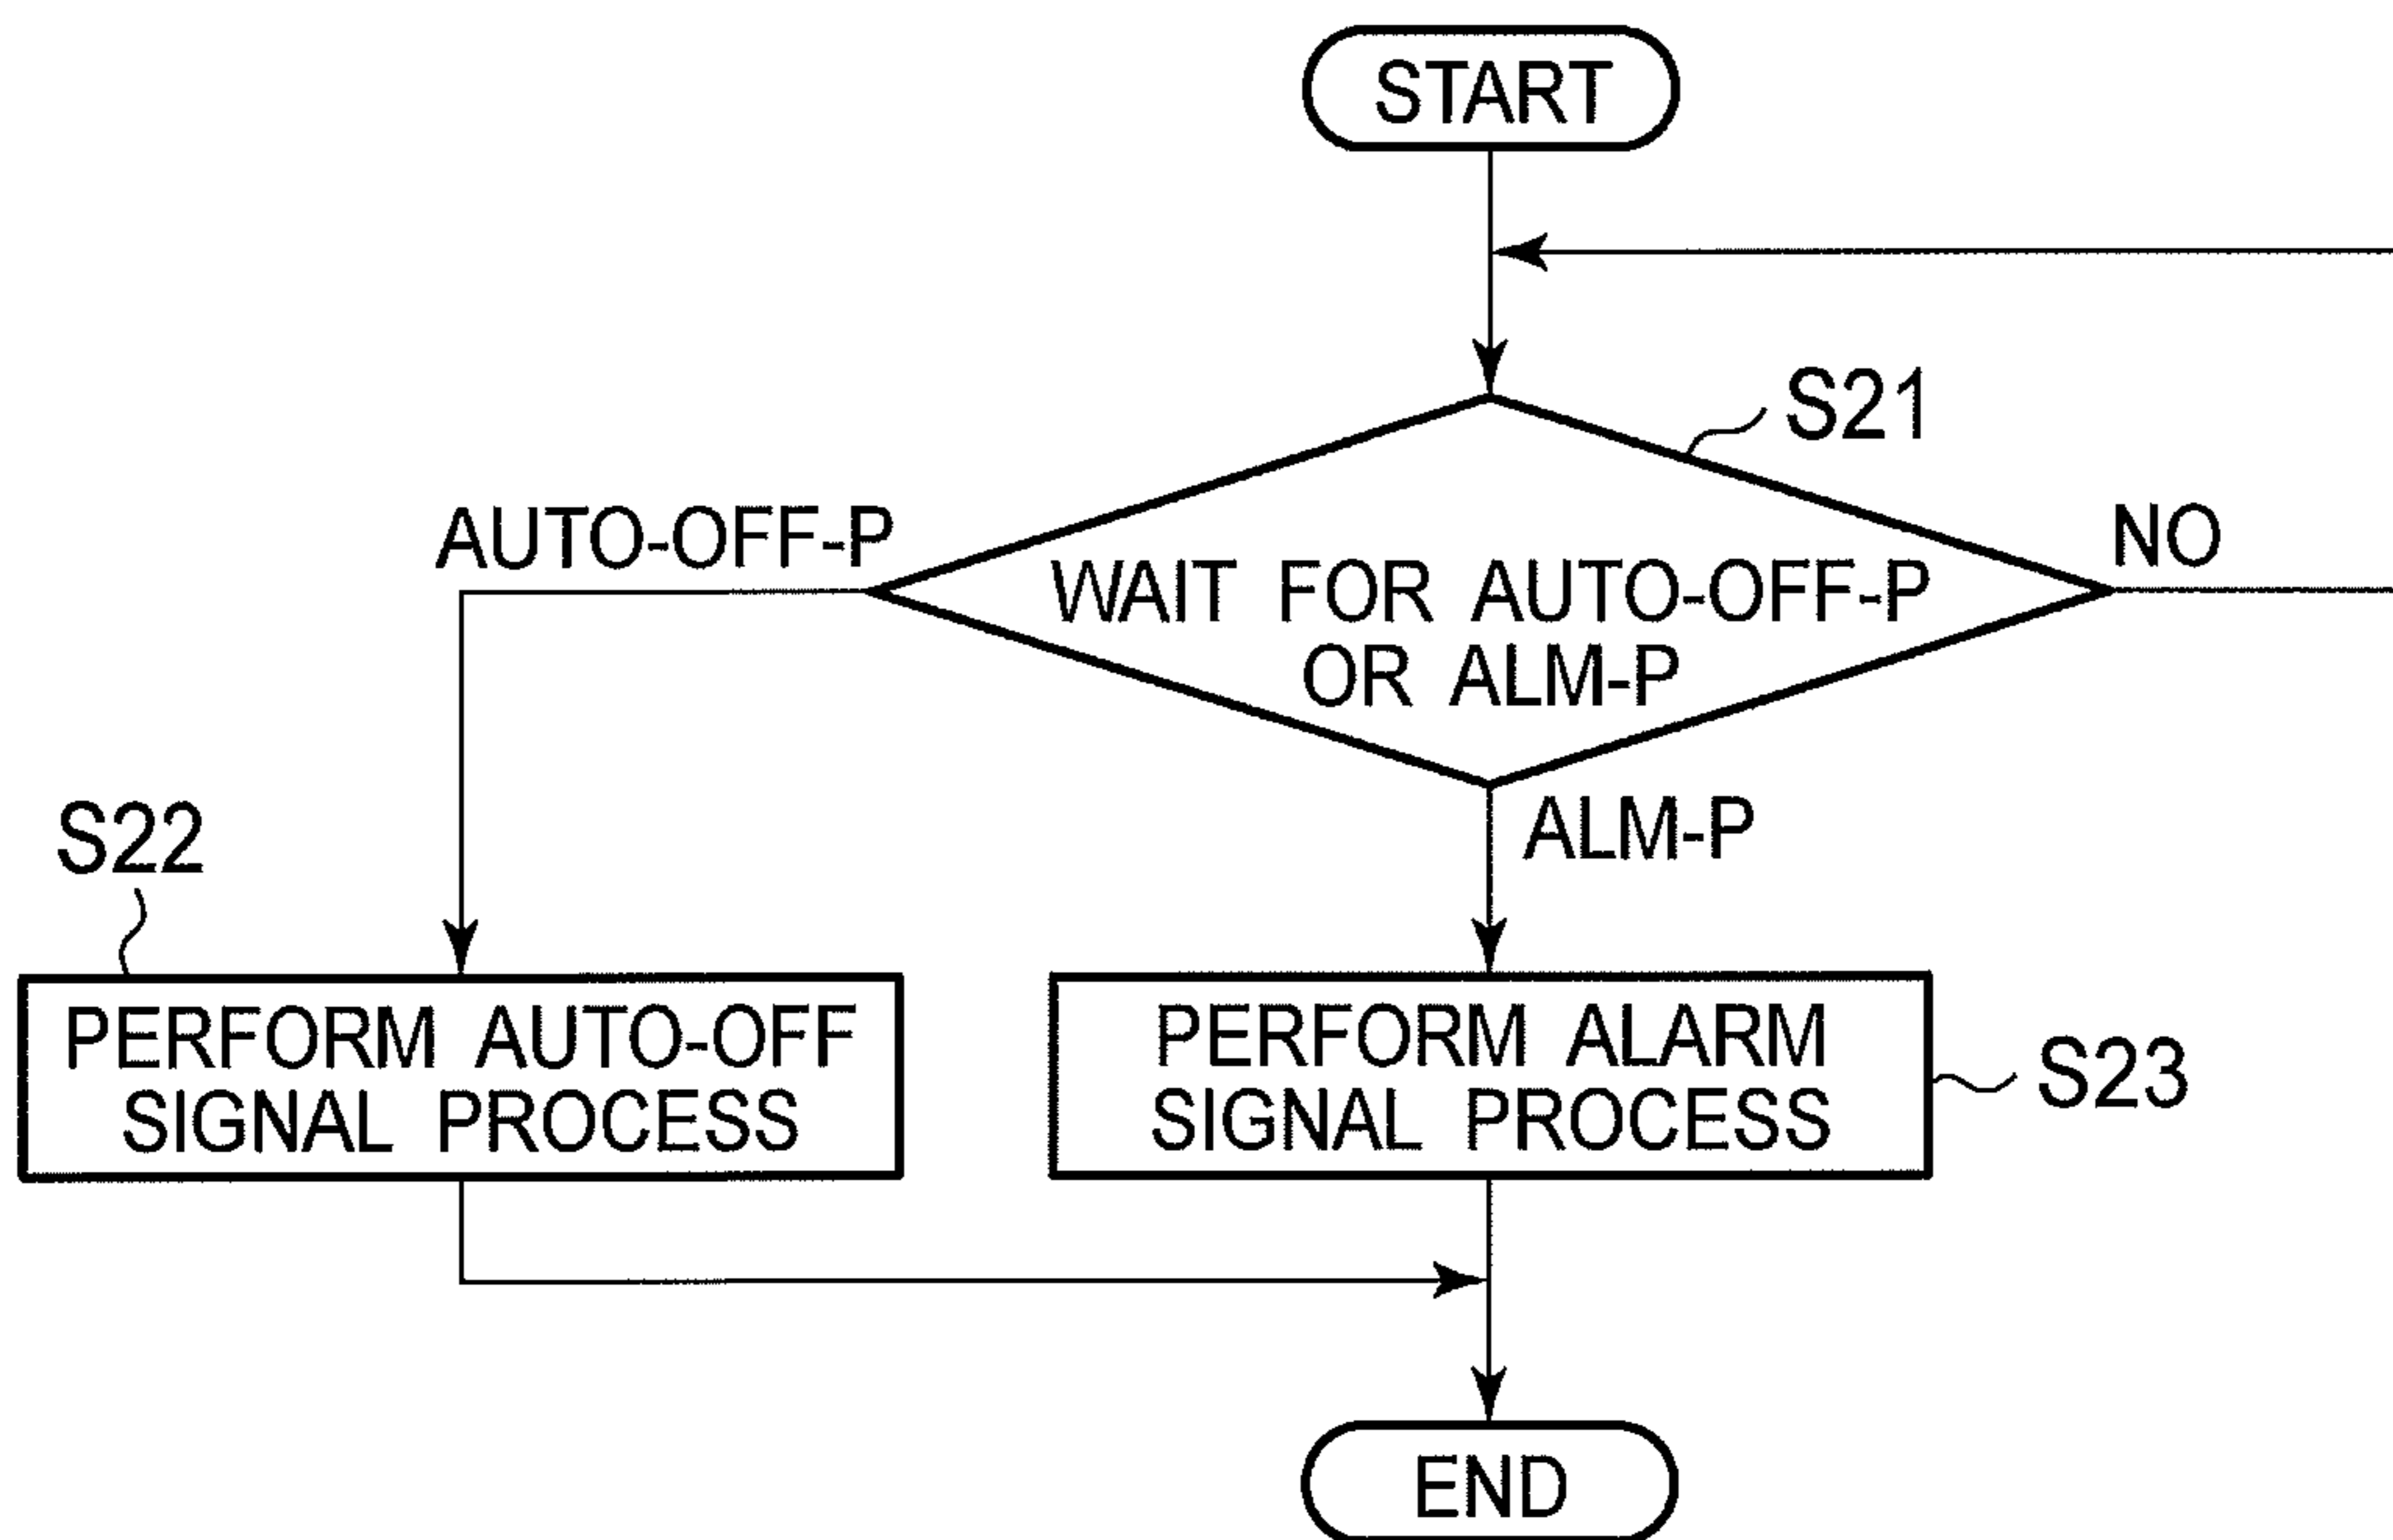 START
S21
AUTO-OFF-P
NO
WAIT FOR AUTO-OFF-P
OR ALM-P
ALM-P
S22
PERFORM AUTO-OFF
SIGNAL PROCESS
PERFORM ALARM
SIGNAL PROCESS
S23
END